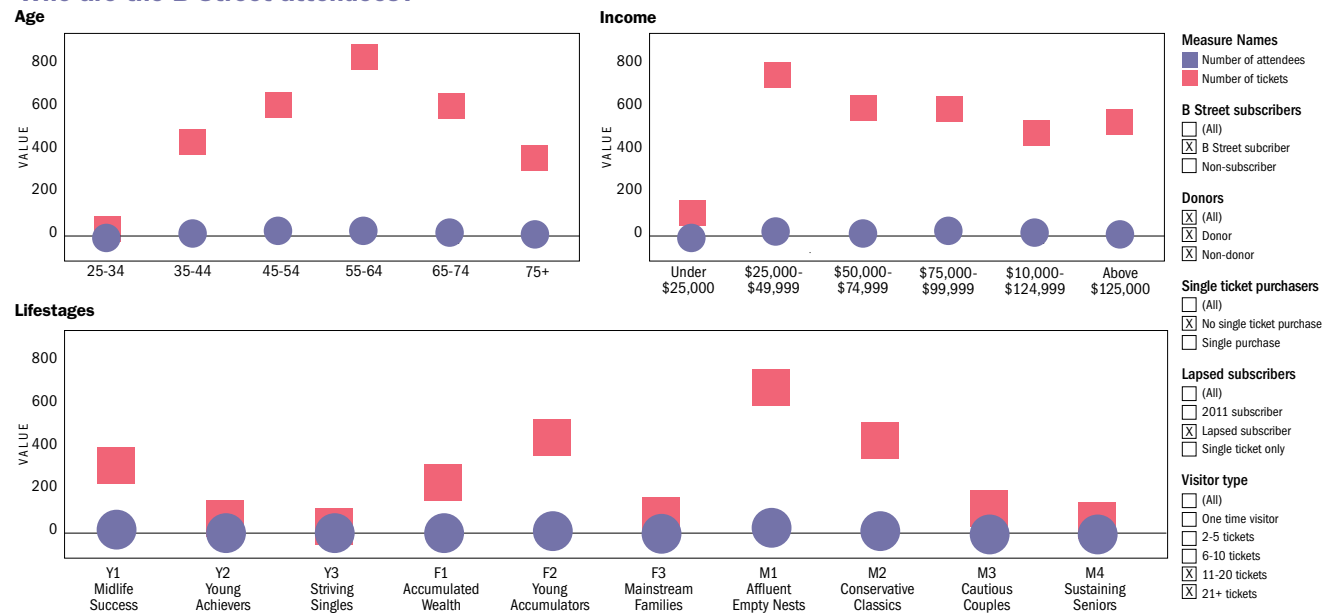 Age
800
600
400
200
0
VALUE
25-34 35-44 45-54 55-64 65-74 75+
Income
800
600
400
200
0
VALUE
Under $25,000
$25,000-$49,999
$50,000-$74,999
$75,000-$99,999
$10,000-$124,999
Above $125,000
Lifestages
800
600
400
200
0
VALUE
Y1 Midlife Success
Y2 Young Achievers
Y3 Striving Singles
F1 Accumulated Wealth
F2 Young Accumulators
F3 Mainstream Families
M1 Affluent Empty Nests
M2 Conservative Classics
M3 Cautious Couples
M4 Sustaining Seniors
Measure Names
Number of attendees
Number of tickets
B Street subscribers
(All)
X B Street subcriber
Non-subscriber
Donors
X (All)
X Donor
X Non-donor
Single ticket purchasers
(All)
X No single ticket purchase
Single purchase
Lapsed subscribers
(All)
2011 subscriber
X Lapsed subscriber
Single ticket only
Visitor type
(All)
One time visitor
2-5 tickets
6-10 tickets
X 11-20 tickets
X 21+ tickets